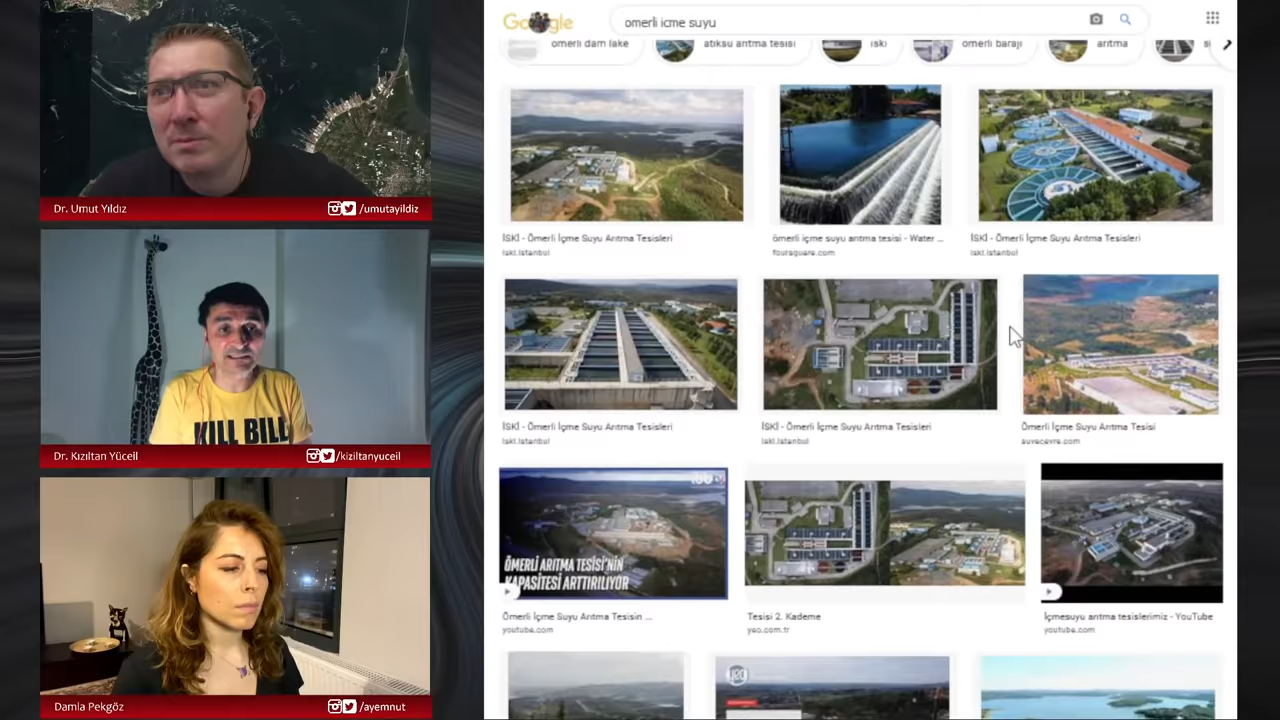 Dr. Umut Yıldız
/umutayildiz
KILL BILL
Dr. Kızıltan Yüceil
/kiziltanyuceil
Damla Pekgöz
/ayemnut
Google
omerli icme suyu
omerli dam lake
atıksu arıtma tesisi
iski
ömerli barajı
arıtma
İSKİ - Ömerli İçme Suyu Arıtma Tesisleri
iski.istanbul
ömerli içme suyu arıtma tesisi - Water ...
foursquare.com
İSKİ - Ömerli İçme Suyu Arıtma Tesisleri
iski.istanbul
İSKİ - Ömerli İçme Suyu Arıtma Tesisleri
iski.istanbul
İSKİ - Ömerli İçme Suyu Arıtma Tesisleri
iski.istanbul
Ömerli İçme Suyu Arıtma Tesisi
suvecevre.com
ÖMERLİ ARITMA TESİSİ'NİN
KAPASİTESİ ARTTIRILIYOR
Ömerli İçme Suyu Arıtma Tesisin ...
youtube.com
Tesisi 2. Kademe
yeo.com.tr
İçmesuyu arıtma tesislerimiz - YouTube
youtube.com